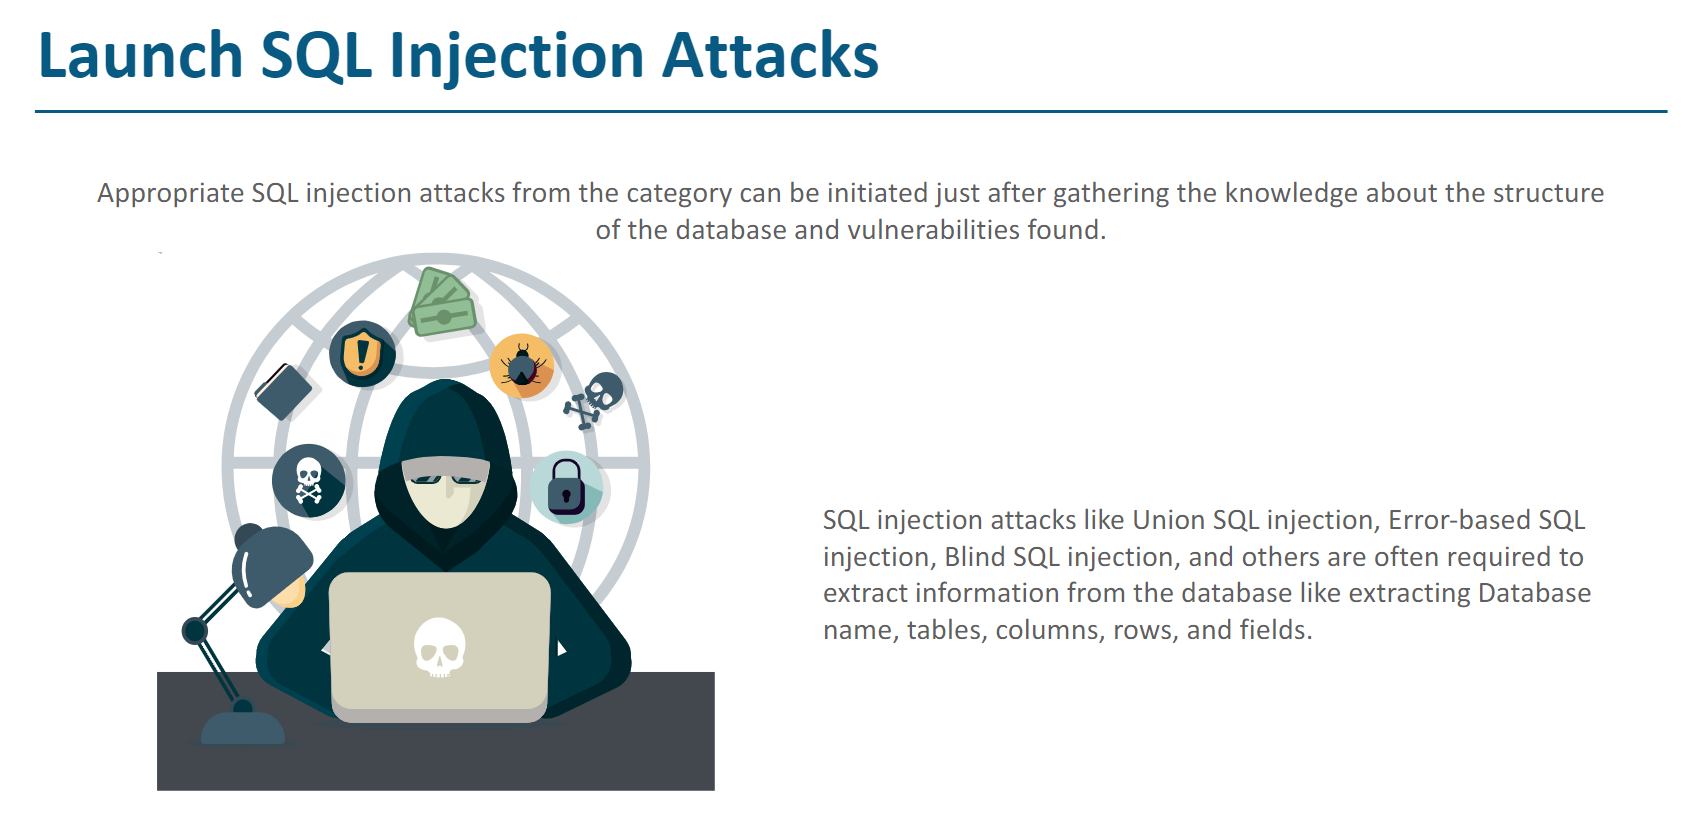 Launch SQL Injection Attacks
Appropriate SQL injection attacks from the category can be initiated just after gathering the knowledge about the structure
of the database and vulnerabilities found.
SQL injection attacks like Union SQL injection, Error-based SQL
injection, Blind SQL injection, and others are often required to
extract information from the database like extracting Database
name, tables, columns, rows, and fields.